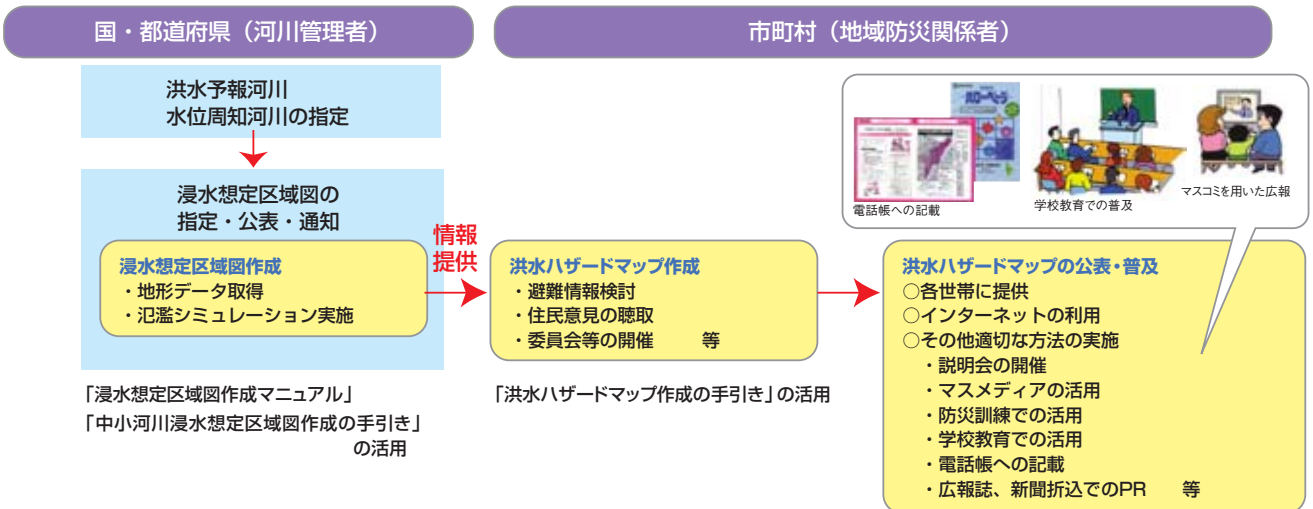 国・都道府県（河川管理者）
市町村（地域防災関係者）
洪水予報河川
水位周知河川の指定
浸水想定区域図の
指定・公表・通知
浸水想定区域図作成
・地形データ取得
・氾濫シミュレーション実施
「浸水想定区域図作成マニュアル」
「中小河川浸水想定区域図作成の手引き」
の活用
情報
提供
洪水ハザードマップ作成
・避難情報検討
・住民意見の聴取
・委員会等の開催　　等
「洪水ハザードマップ作成の手引き」の活用
ハローページ
電話帳への記載
学校教育での普及
マスコミを用いた広報
洪水ハザードマップの公表・普及
○各世帯に提供
○インターネットの利用
○その他適切な方法の実施
・説明会の開催
・マスメディアの活用
・防災訓練での活用
・学校教育での活用
・電話帳への記載
・広報誌、新聞折込でのPR　　等